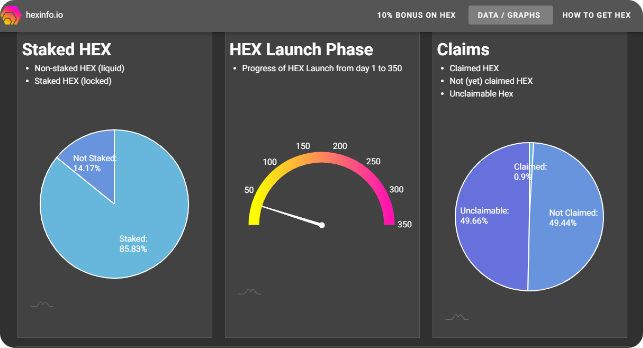 hexinfo.io
10% BONUS ON HEX
DATA / GRAPHS
HOW TO GET HEX
Staked HEX
Non-staked HEX (liquid)
Staked HEX (locked)
Not Staked:
14.17%
Staked:
85.83%
HEX Launch Phase
Progress of HEX Launch from day 1 to 350
50
100
150
200
250
300
350
Claims
Claimed HEX
Not (yet) claimed HEX
Unclaimable Hex
Claimed:
0.9%
Unclaimable:
49.66%
Not Claimed:
49.44%